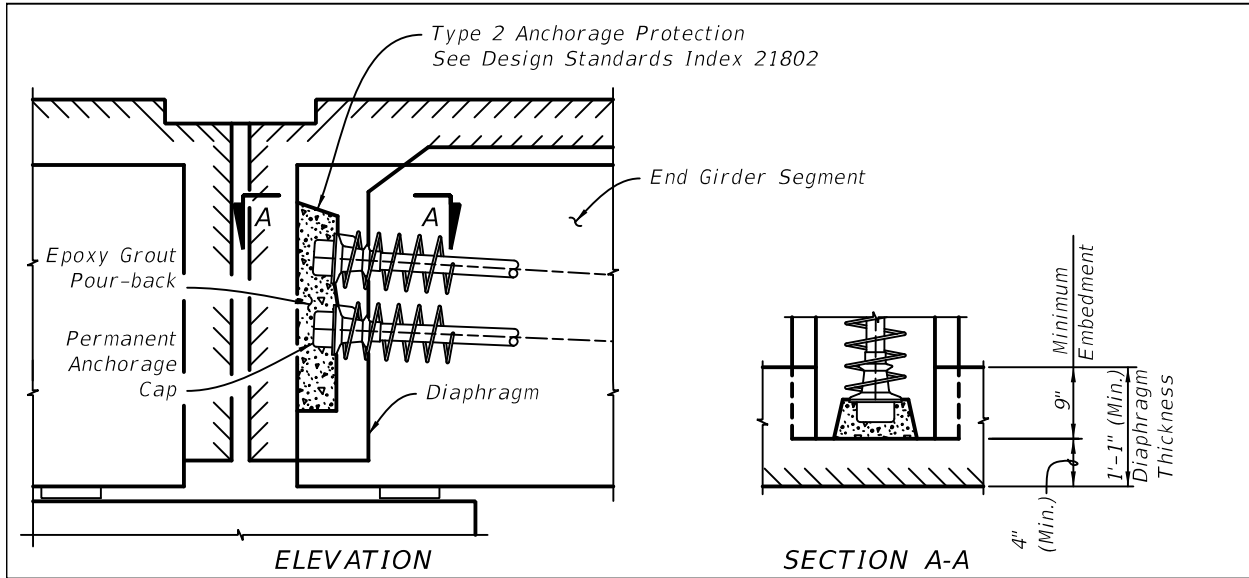 Type 2 Anchorage Protection
See Design Standards Index 21802
A
A
End Girder Segment
Epoxy Grout
Pour-back
Permanent
Anchorage
Cap
Diaphragm
Minimum
Embedment
9"
1'-1" (Min.)
Diaphragm
Thickness
4"
(Min.)
ELEVATION
SECTION A-A